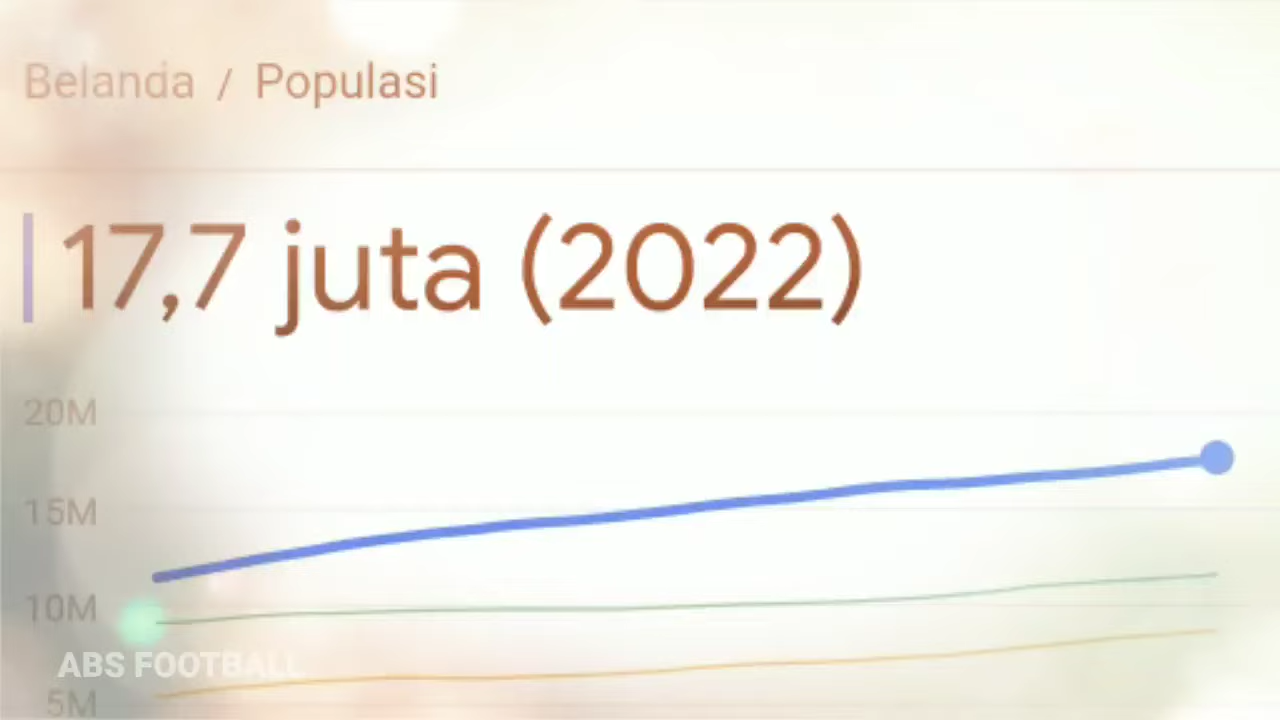 Belanda / Populasi
17,7 juta (2022)
20M
15M
10M
ABS FOOTBALL
5M